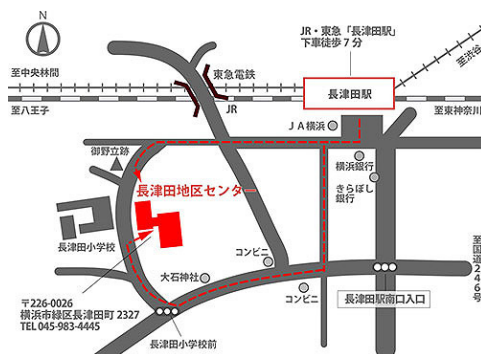 N
JR・東急「長津田駅」
下車徒歩7分
至渋谷
至中央林間
東急電鉄
長津田駅
至八王子
JR
至東神奈川
JA横浜
御野立跡
横浜銀行
きらぼし
銀行
長津田地区センター
長津田小学校
コンビニ
大石神社
コンビニ
至国道246号
長津田駅南口入口
〒226-0026
横浜市緑区長津田町 2327
TEL 045-983-4445
長津田小学校前